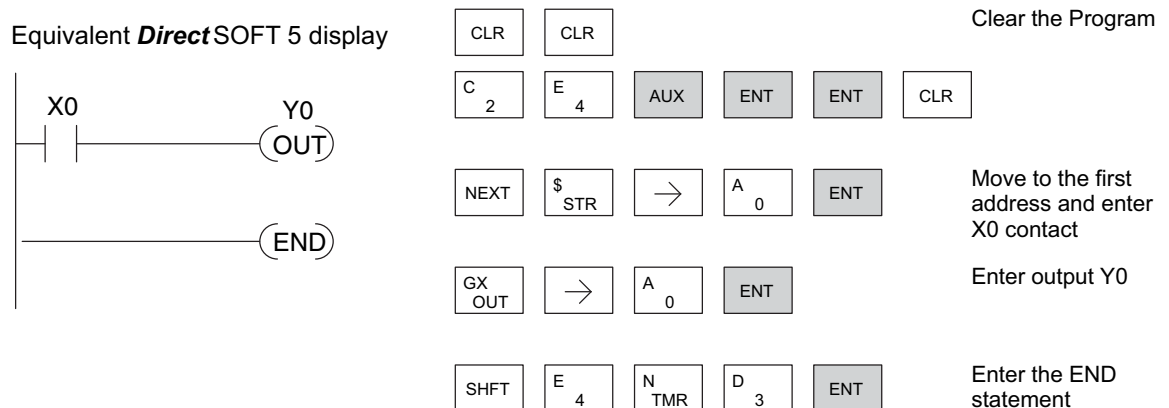 Equivalent DirectSOFT 5 display
X0
Y0
OUT
END
CLR CLR
Clear the Program
C 2 E 4 AUX ENT ENT CLR
NEXT $ STR → A 0 ENT
Move to the first
address and enter
X0 contact
GX OUT → A 0 ENT
Enter output Y0
SHFT E 4 N TMR D 3 ENT
Enter the END
statement